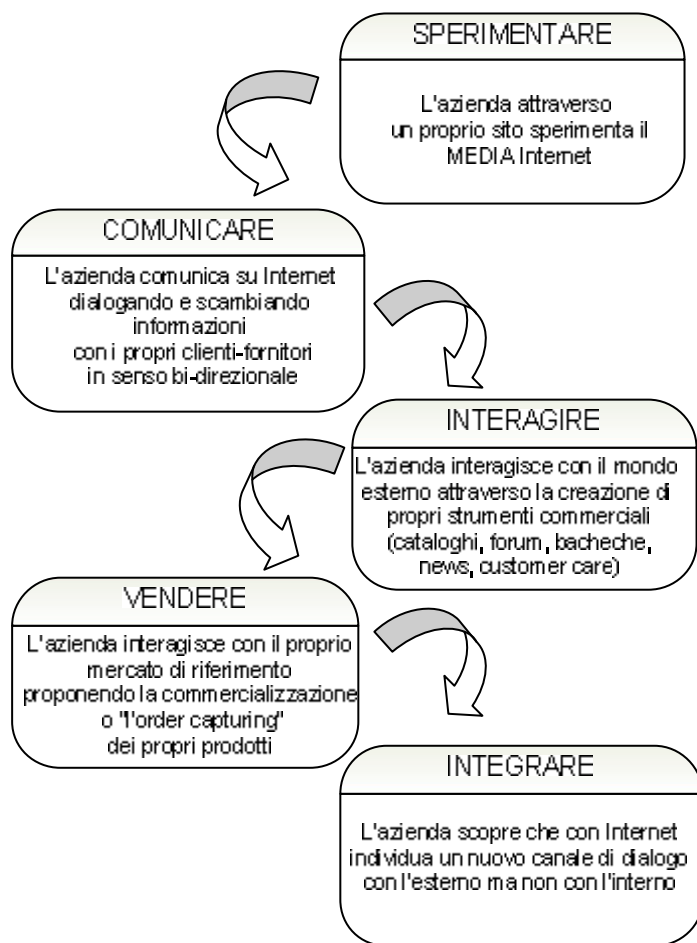 SPERIMENTARE
L'azienda attraverso
un proprio sito sperimenta il
MEDIA Internet
COMUNICARE
L'azienda comunica su Internet
dialogando e scambiando
informazioni
con i propri clienti-fornitori
in senso bi-direzionale
INTERAGIRE
L'azienda interagisce con il mondo
esterno attraverso la creazione di
propri strumenti commerciali
(cataloghi, forum, bacheche,
news, customer care)
VENDERE
L'azienda interagisce con il proprio
mercato di riferimento
proponendo la commercializzazione
o "l'order capturing"
dei propri prodotti
INTEGRARE
L'azienda scopre che con Internet
individua un nuovo canale di dialogo
con l'esterno ma non con l'interno